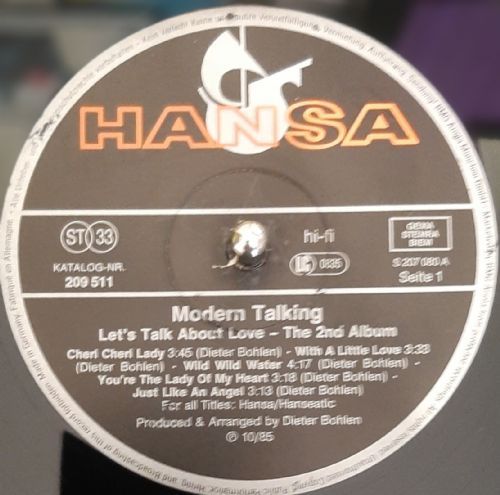 HANSA
ST 33
hi-fi
GEMA
STEMRA
BIEM
KATALOG-NR.
209 511
LC 0835
S 207 080 A
Seite 1
Modern Talking
Let's Talk About Love – The 2nd Album
Cheri Cheri Lady 3:45 (Dieter Bohlen) - With A Little Love 3:33
(Dieter Bohlen) - Wild Wild Water 4:17 (Dieter Bohlen) -
You're The Lady Of My Heart 3:18 (Dieter Bohlen) -
Just Like An Angel 3:13 (Dieter Bohlen)
For all Titles: Hansa/Hanseatic
Produced & Arranged by Dieter Bohlen
℗ 10/85